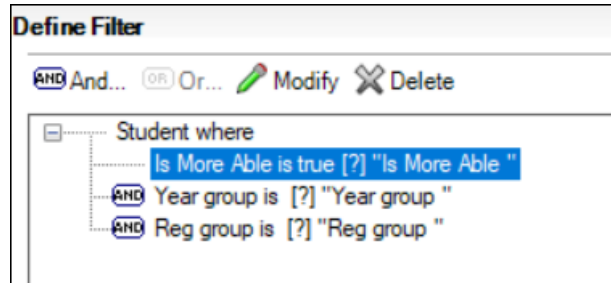 Define Filter
AND And... OR Or... Modify Delete
Student where
Is More Able is true [?] "Is More Able "
AND Year group is [?] "Year group "
AND Reg group is [?] "Reg group "